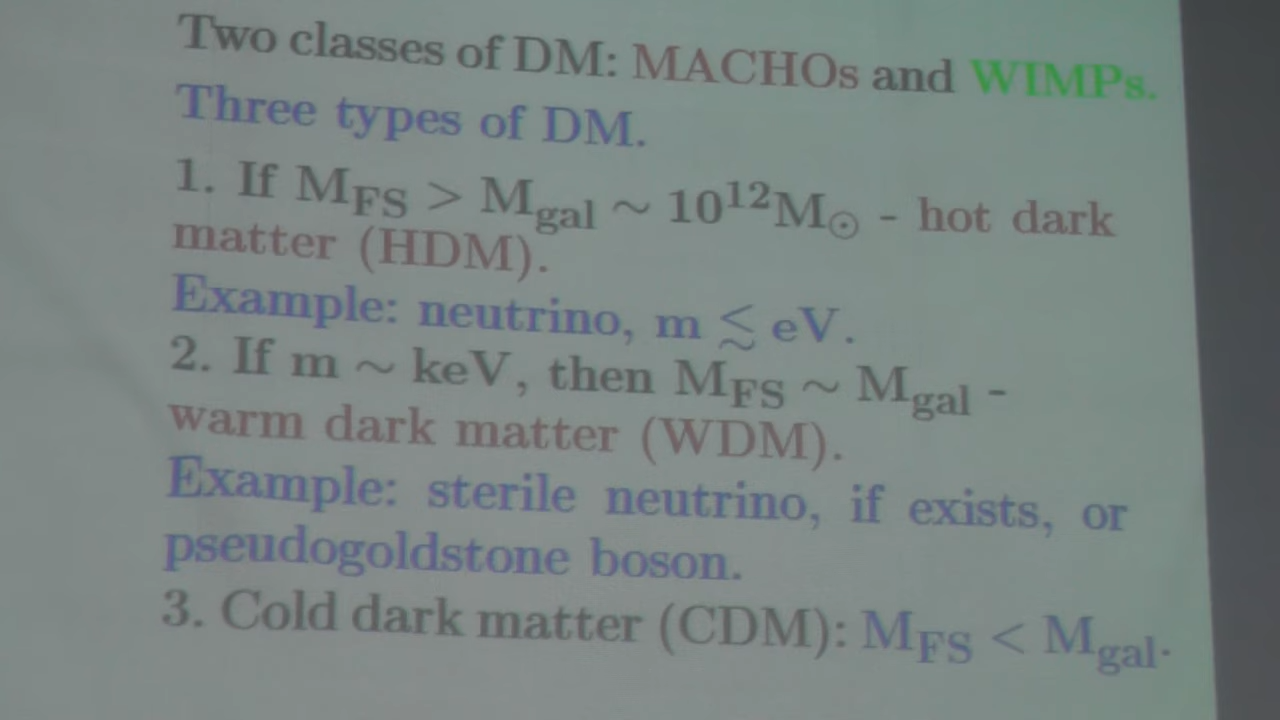 Two classes of DM: MACHOs and WIMPs.
Three types of DM.
1. If M_FS > M_gal ∼ 10^12 M_⊙ - hot dark
matter (HDM).
Example: neutrino, m ≲ eV.
2. If m ∼ keV, then M_FS ∼ M_gal -
warm dark matter (WDM).
Example: sterile neutrino, if exists, or
pseudogoldstone boson.
3. Cold dark matter (CDM): M_FS < M_gal.